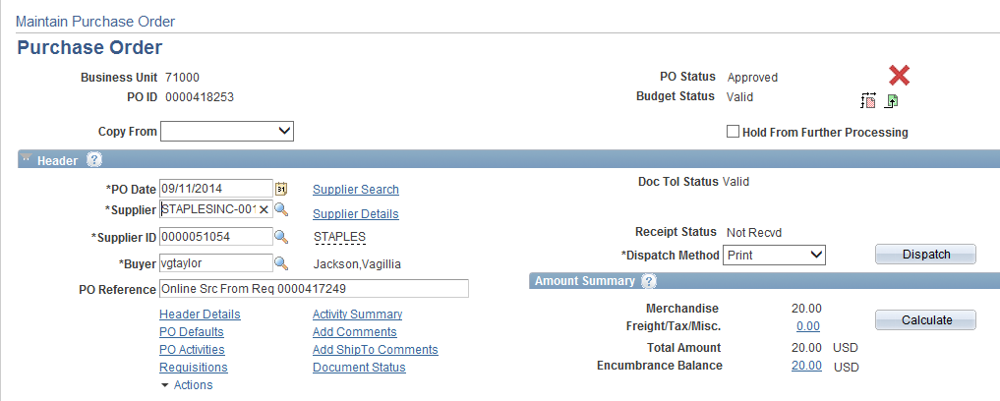 Maintain Purchase Order
Purchase Order
Business Unit 71000
PO Status Approved
PO ID 0000418253
Budget Status Valid
Copy From
Hold From Further Processing
Header ?
*PO Date 09/11/2014 31 Supplier Search
Doc Tol Status Valid
*Supplier STAPLESINC-001 Supplier Details
*Supplier ID 0000051054 STAPLES
Receipt Status Not Recvd
*Dispatch Method Print Dispatch
*Buyer vgtaylor Jackson,Vagillia
PO Reference Online Src From Req 0000417249
Amount Summary ?
Header Details Activity Summary
Merchandise 20.00
Calculate
PO Defaults Add Comments
Freight/Tax/Misc. 0.00
PO Activities Add ShipTo Comments
Total Amount 20.00 USD
Requisitions Document Status
Encumbrance Balance 20.00 USD
Actions